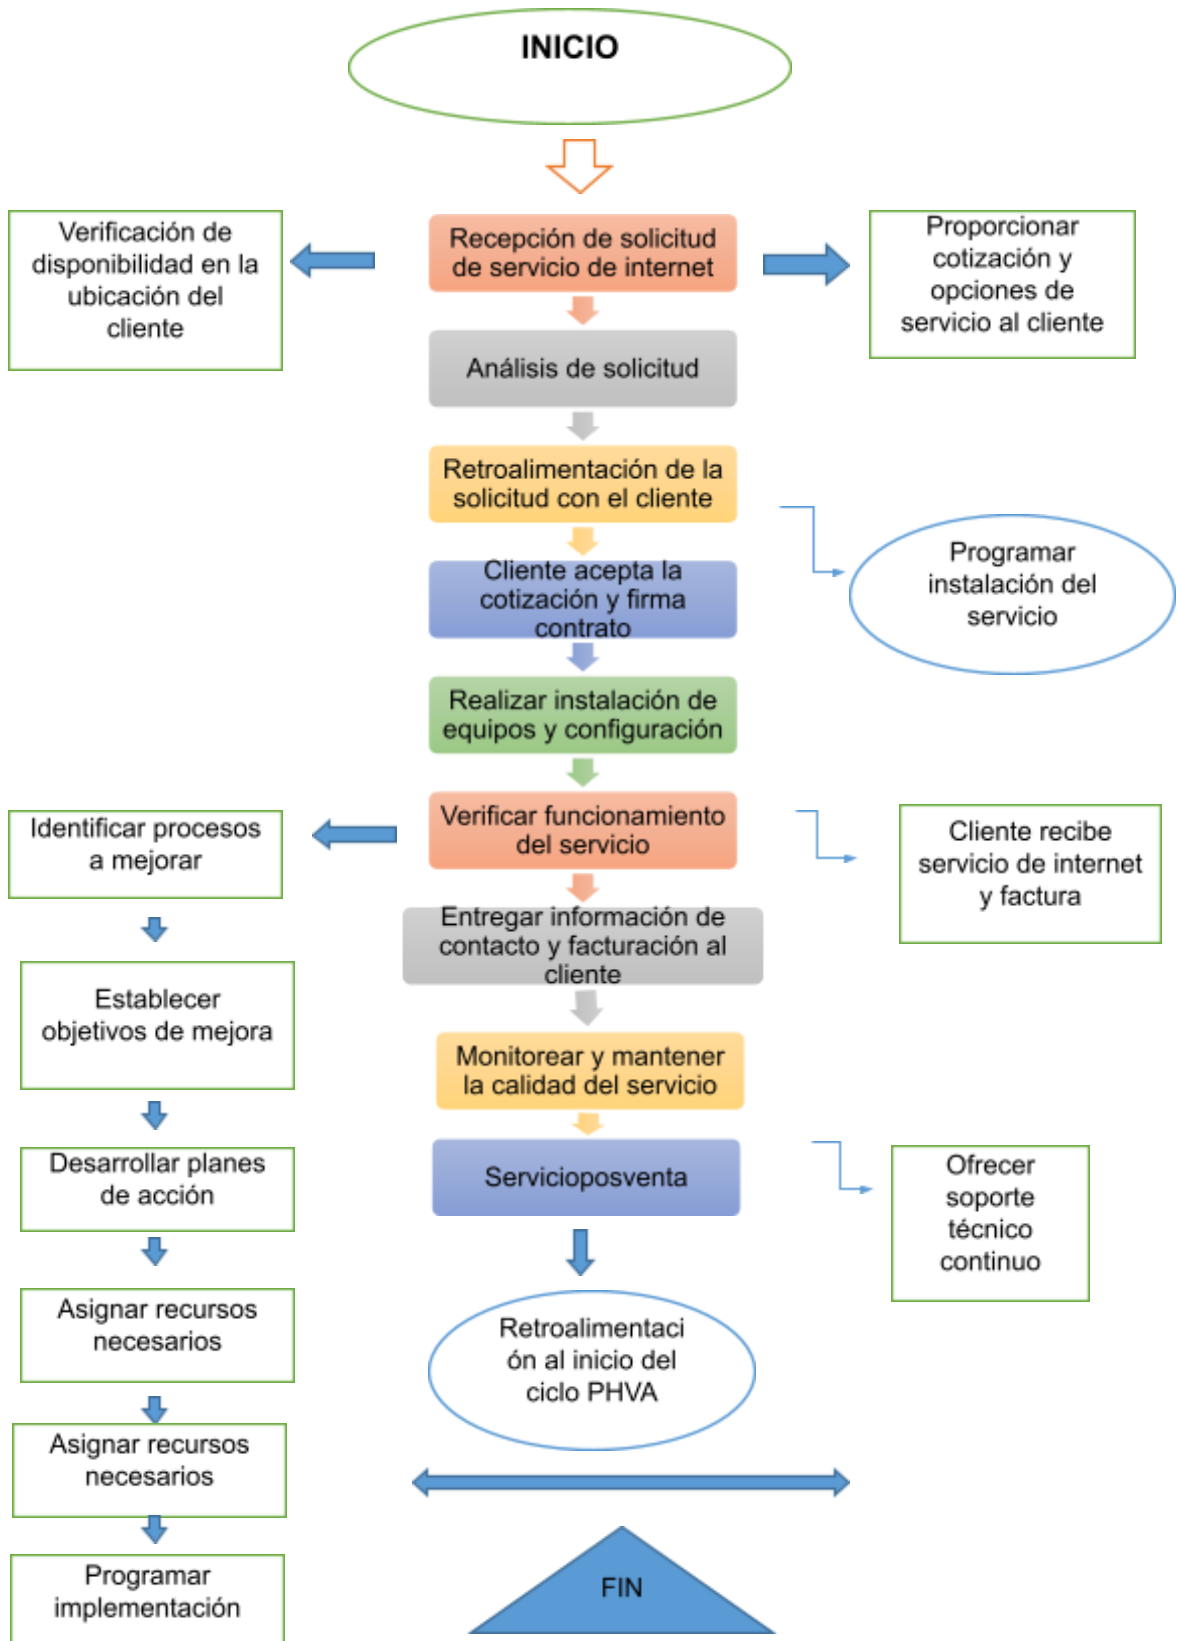 INICIO
Verificación de
disponibilidad en la
ubicación del
cliente
Recepción de solicitud
de servicio de internet
Proporcionar
cotización y
opciones de
servicio al cliente
Análisis de solicitud
Retroalimentación de la
solicitud con el cliente
Programar
instalación del
servicio
Cliente acepta la
cotización y firma
contrato
Realizar instalación de
equipos y configuración
Identificar procesos
a mejorar
Verificar funcionamiento
del servicio
Cliente recibe
servicio de internet
y factura
Entregar información de
contacto y facturación al
cliente
Establecer
objetivos de mejora
Monitorear y mantener
la calidad del servicio
Desarrollar planes
de acción
Servicioposventa
Ofrecer
soporte
técnico
continuo
Asignar recursos
necesarios
Retroalimentaci
ón al inicio del
ciclo PHVA
Asignar recursos
necesarios
Programar
implementación
FIN